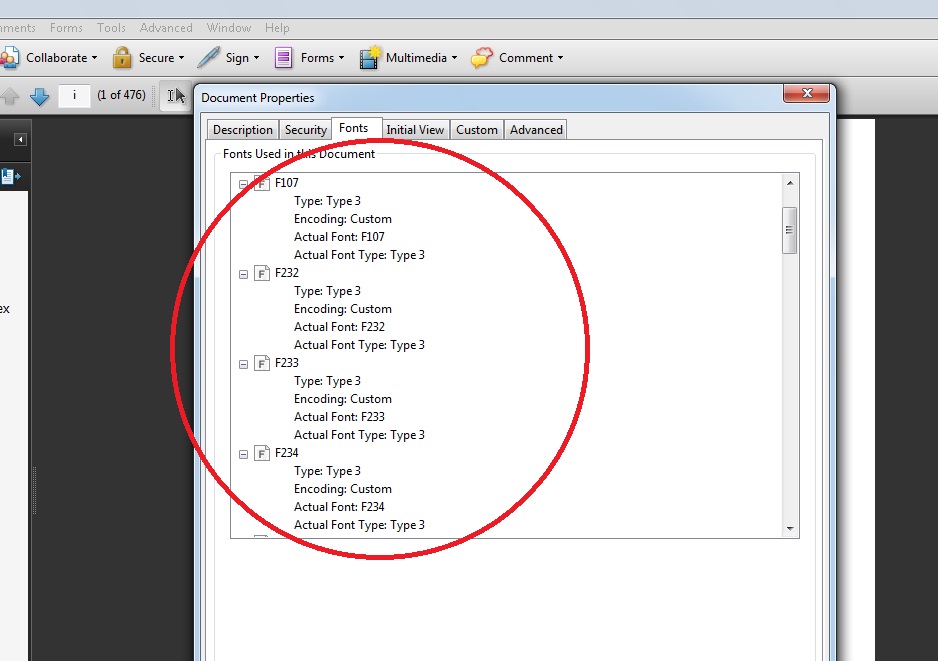 ments Forms Tools Advanced Window Help
Collaborate Secure Sign Forms Multimedia Comment
i (1 of 476)
Document Properties
Description Security Fonts Initial View Custom Advanced
Fonts Used in this Document
F F107
Type: Type 3
Encoding: Custom
Actual Font: F107
Actual Font Type: Type 3
F F232
Type: Type 3
Encoding: Custom
Actual Font: F232
Actual Font Type: Type 3
ex
F F233
Type: Type 3
Encoding: Custom
Actual Font: F233
Actual Font Type: Type 3
F F234
Type: Type 3
Encoding: Custom
Actual Font: F234
Actual Font Type: Type 3